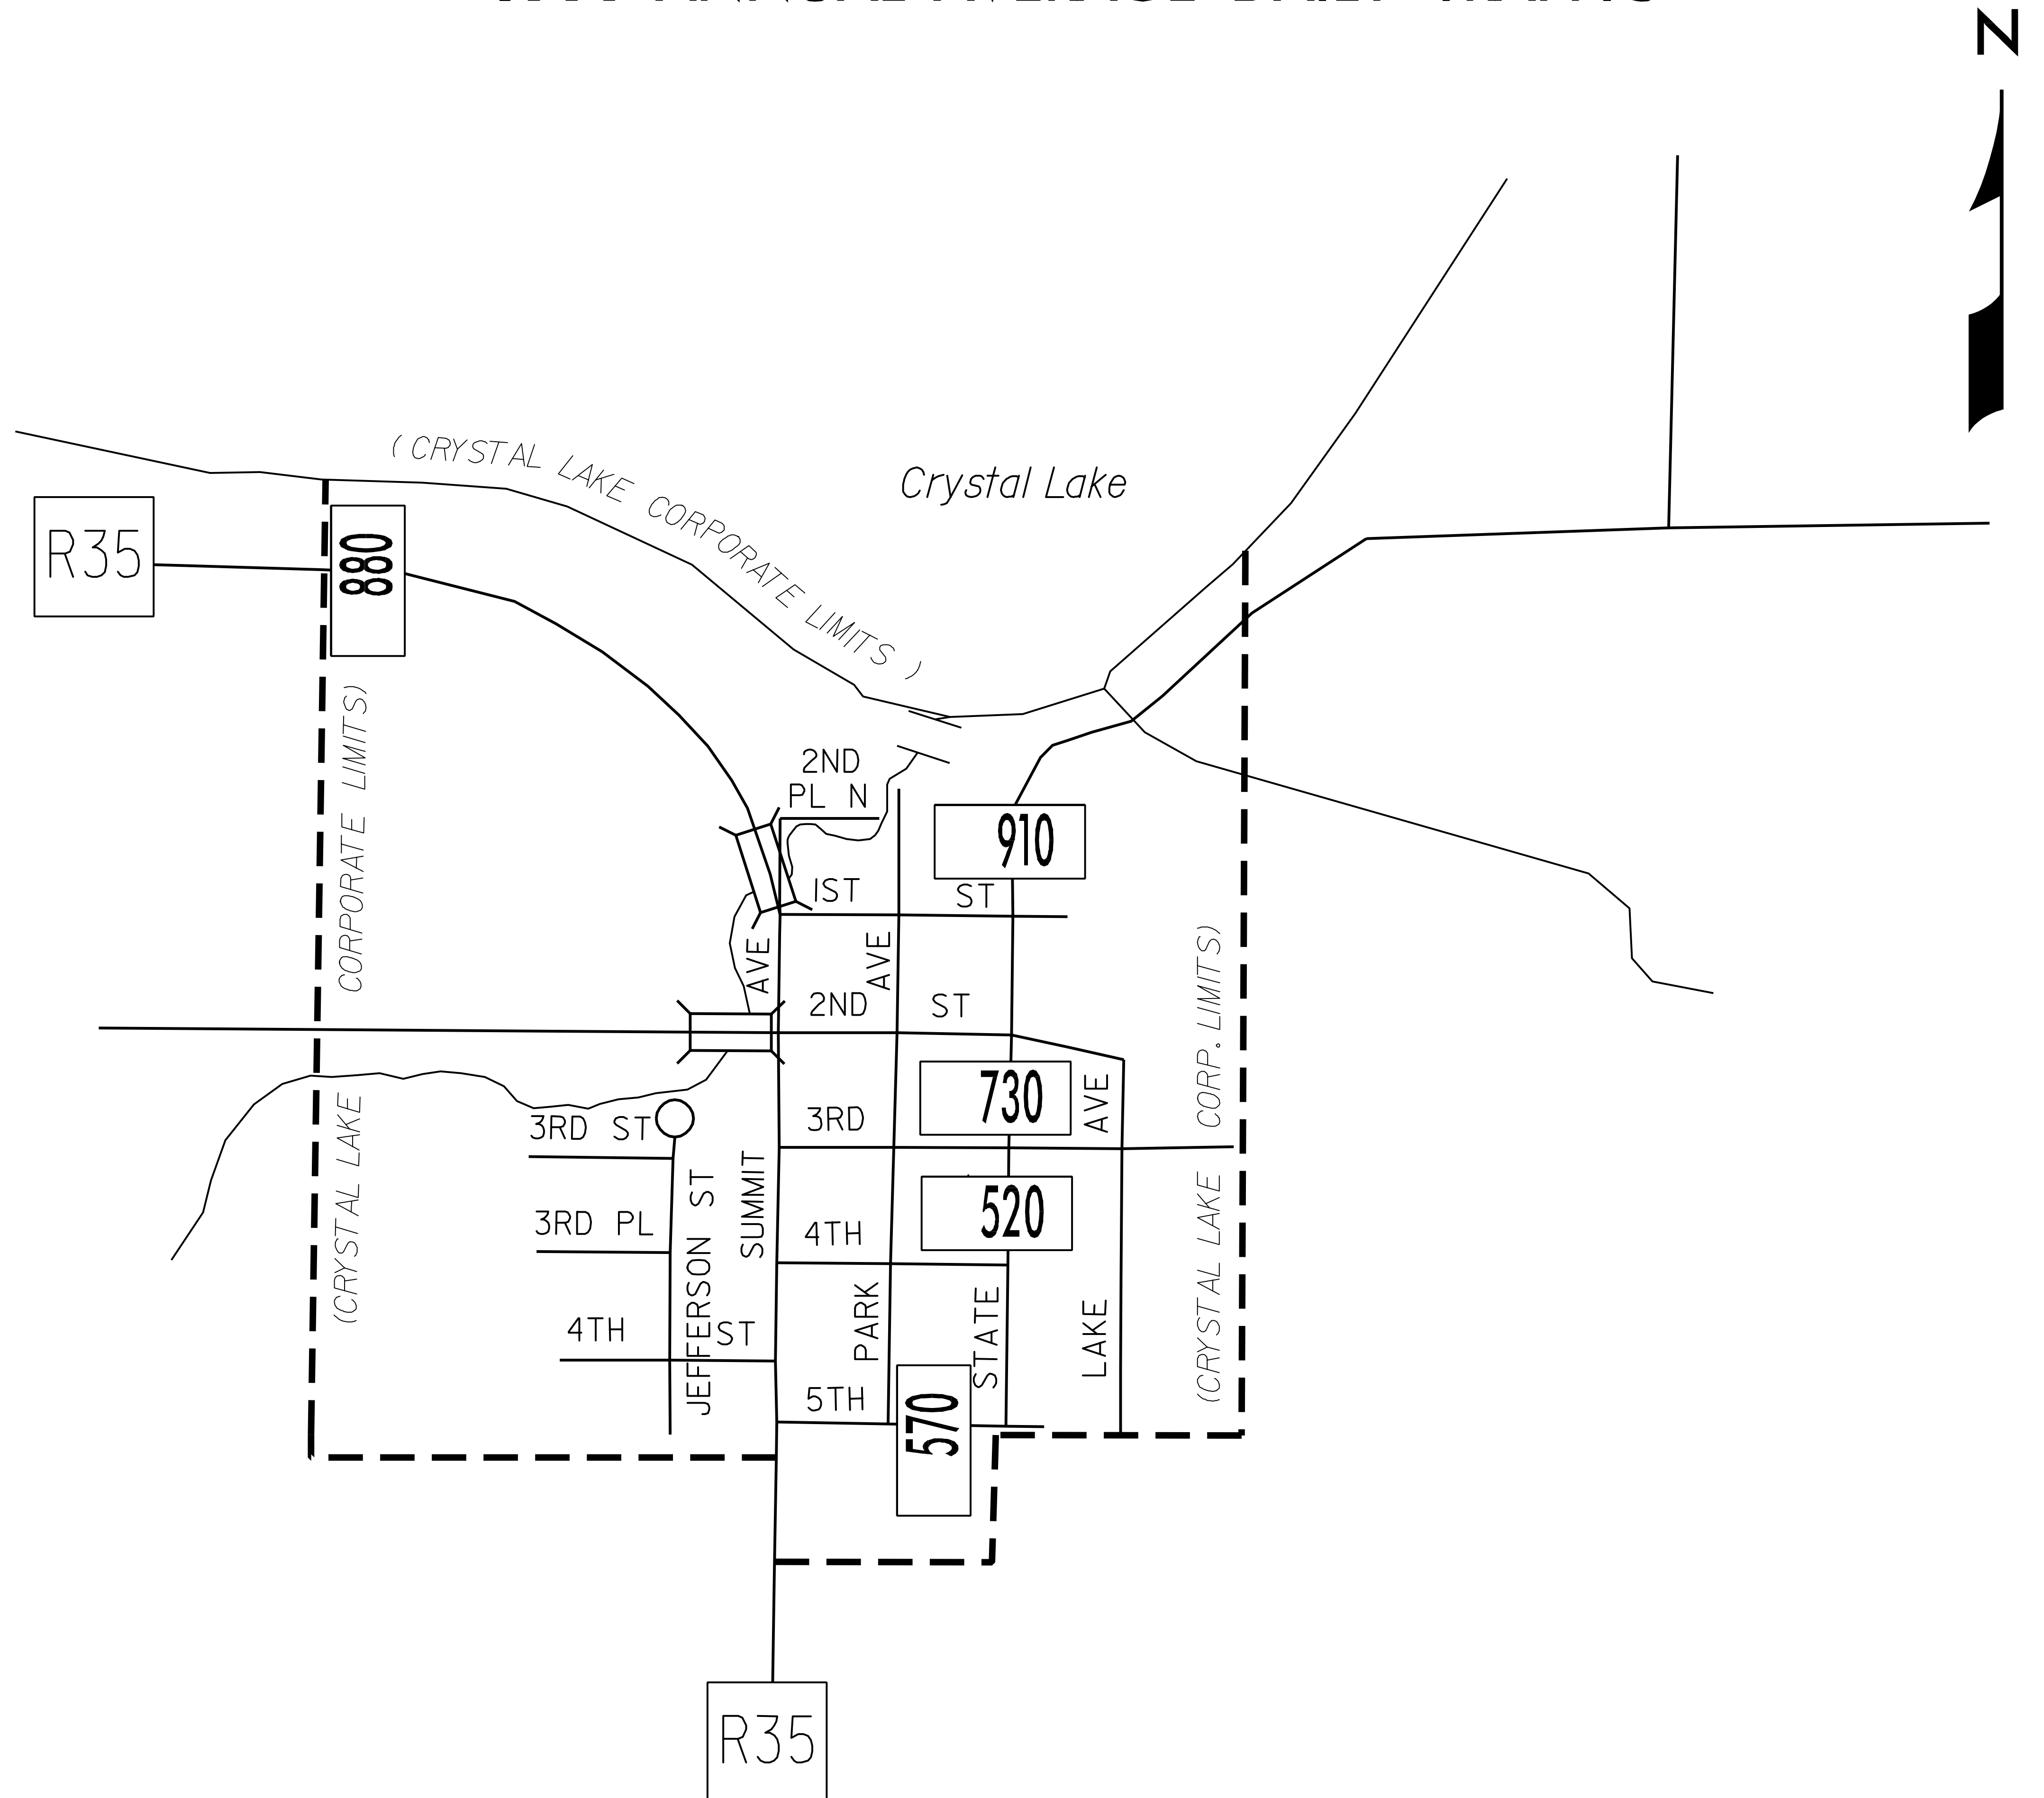 N
(CRYSTAL LAKE CORPORATE LIMITS)
Crystal Lake
R35
880
2ND
PL N
910
1ST ST
AVE
AVE
2ND ST
(CRYSTAL LAKE CORPORATE LIMITS)
(CRYSTAL LAKE CORP. LIMITS)
730
AVE
3RD ST
3RD
SUMMIT
JEFFERSON ST
520
3RD PL
4TH
PARK
STATE
LAKE
4TH ST
5TH
570
R35